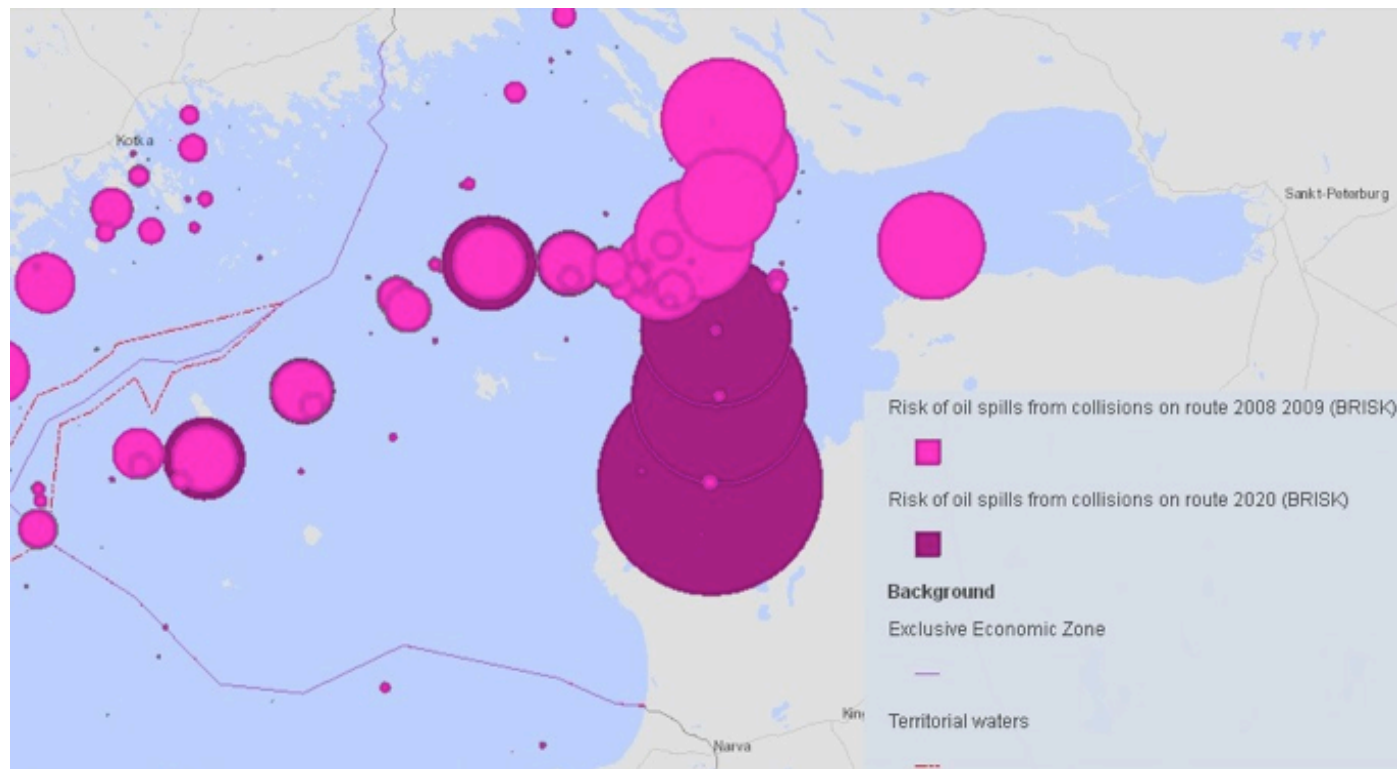 Kotka
Sankt-Peterburg
Risk of oil spills from collisions on route 2008 2009 (BRISK)
Risk of oil spills from collisions on route 2020 (BRISK)
Background
Exclusive Economic Zone
Territorial waters
King
Narva